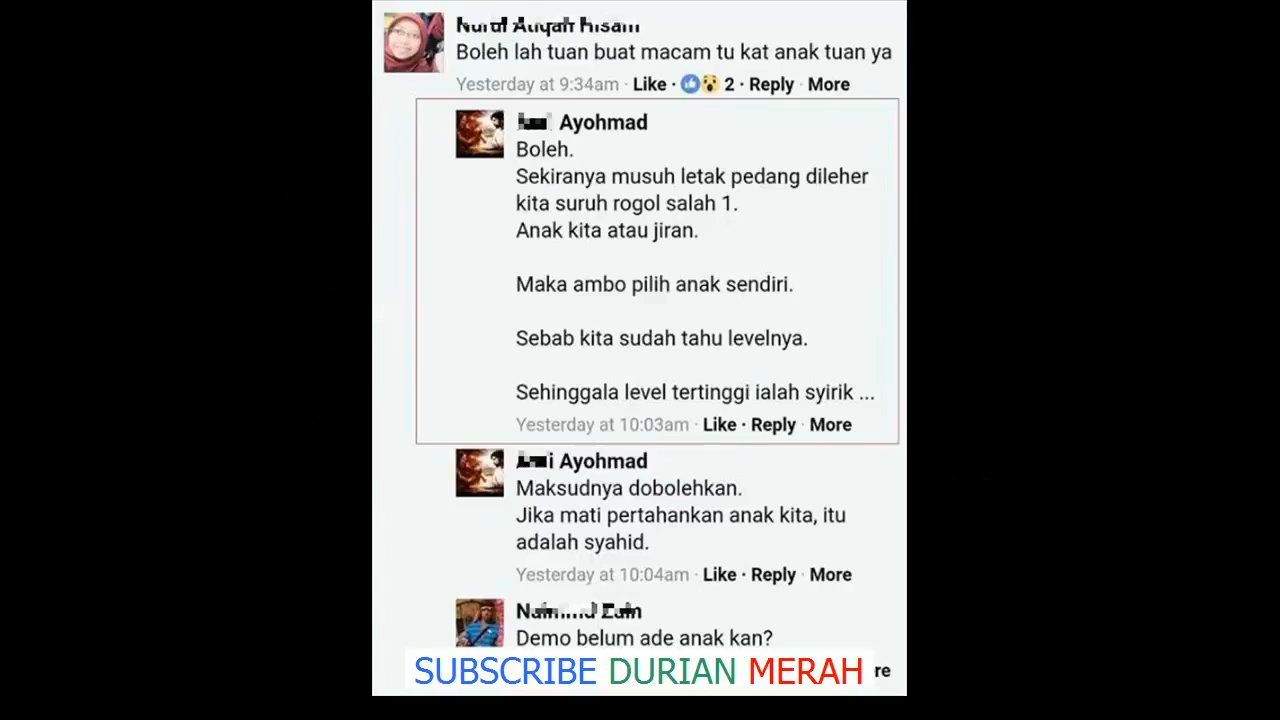 Boleh lah tuan buat macam tu kat anak tuan ya
Yesterday at 9:34am · Like · 2 · Reply · More
Ayohmad
Boleh.
Sekiranya musuh letak pedang dileher
kita suruh rogol salah 1.
Anak kita atau jiran.
Maka ambo pilih anak sendiri.
Sebab kita sudah tahu levelnya.
Sehinggala level tertinggi ialah syirik ...
Yesterday at 10:03am · Like · Reply · More
Ayohmad
Maksudnya dobolehkan.
Jika mati pertahankan anak kita, itu
adalah syahid.
Yesterday at 10:04am · Like · Reply · More
Demo belum ade anak kan?
SUBSCRIBE DURIAN MERAH